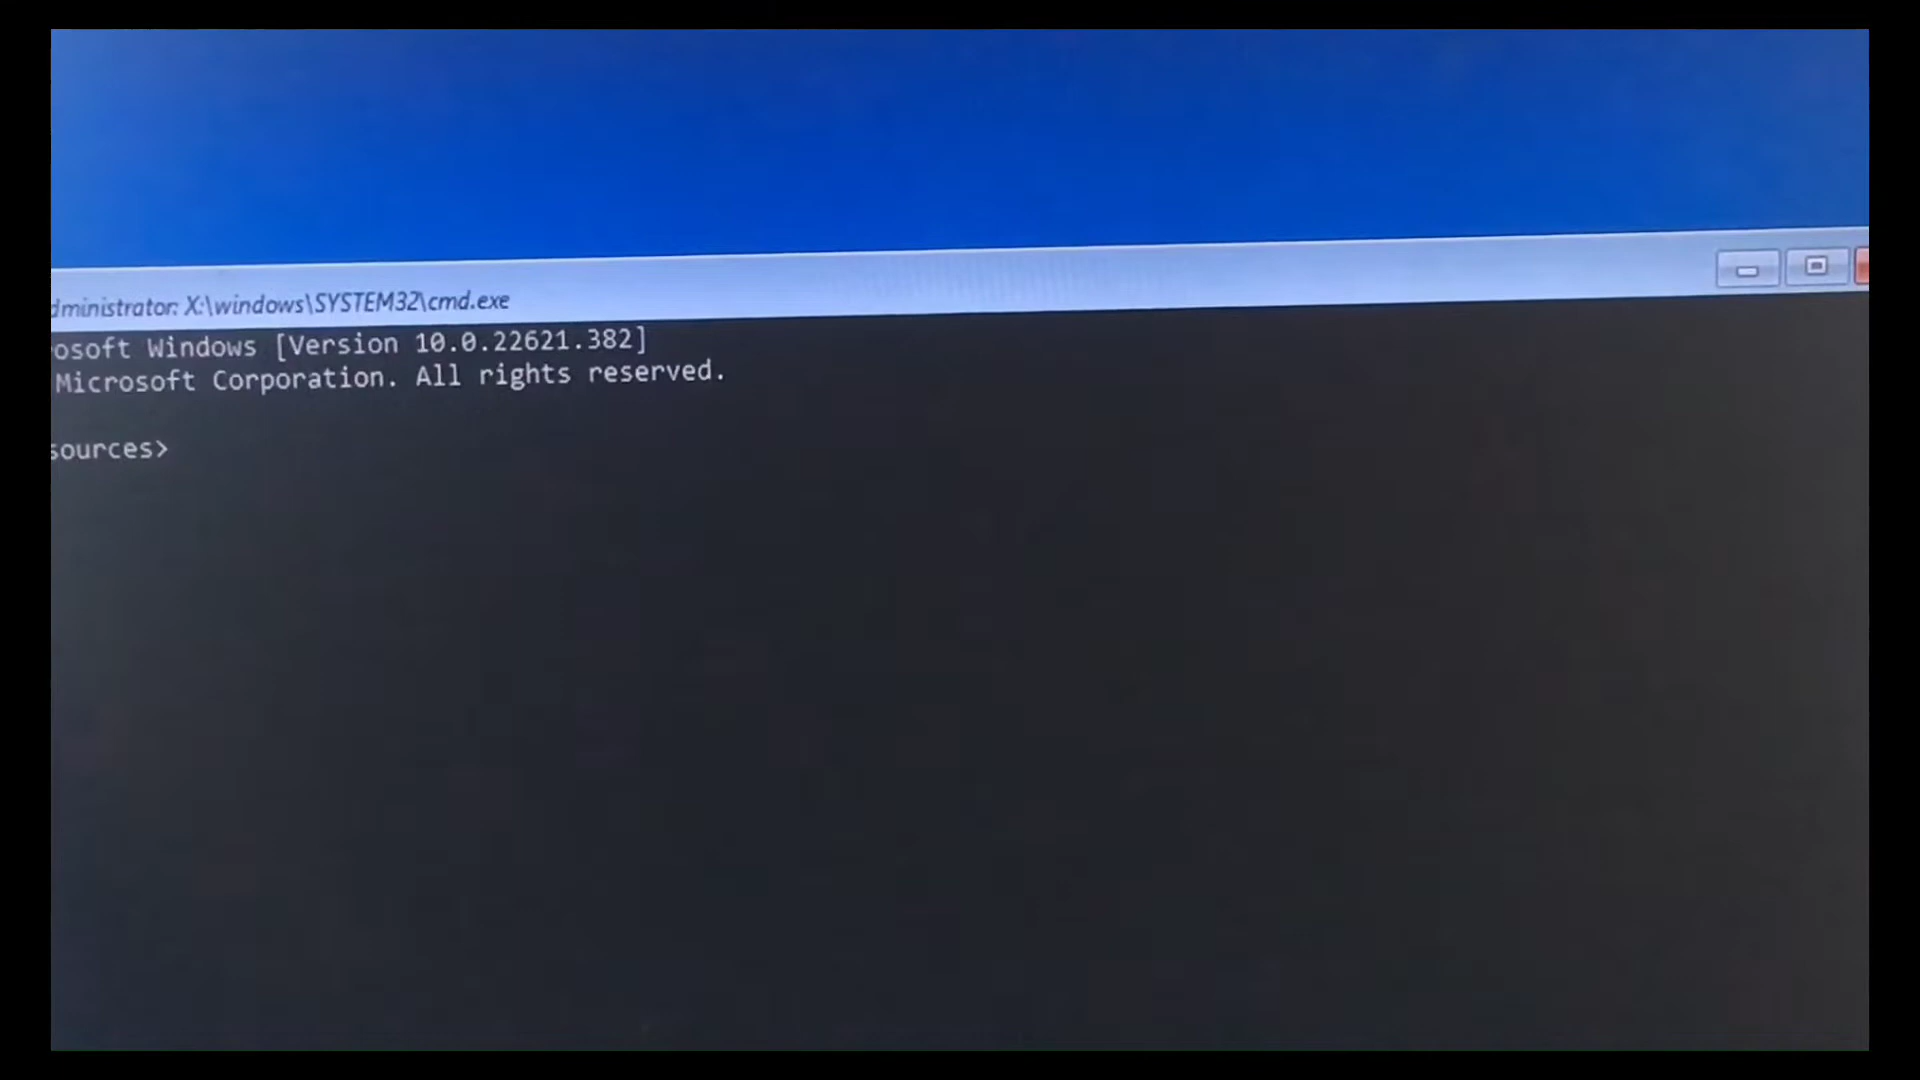 dministrator: X:\windows\SYSTEM32\cmd.exe
osoft Windows [Version 10.0.22621.382]
Microsoft Corporation. All rights reserved.
sources>